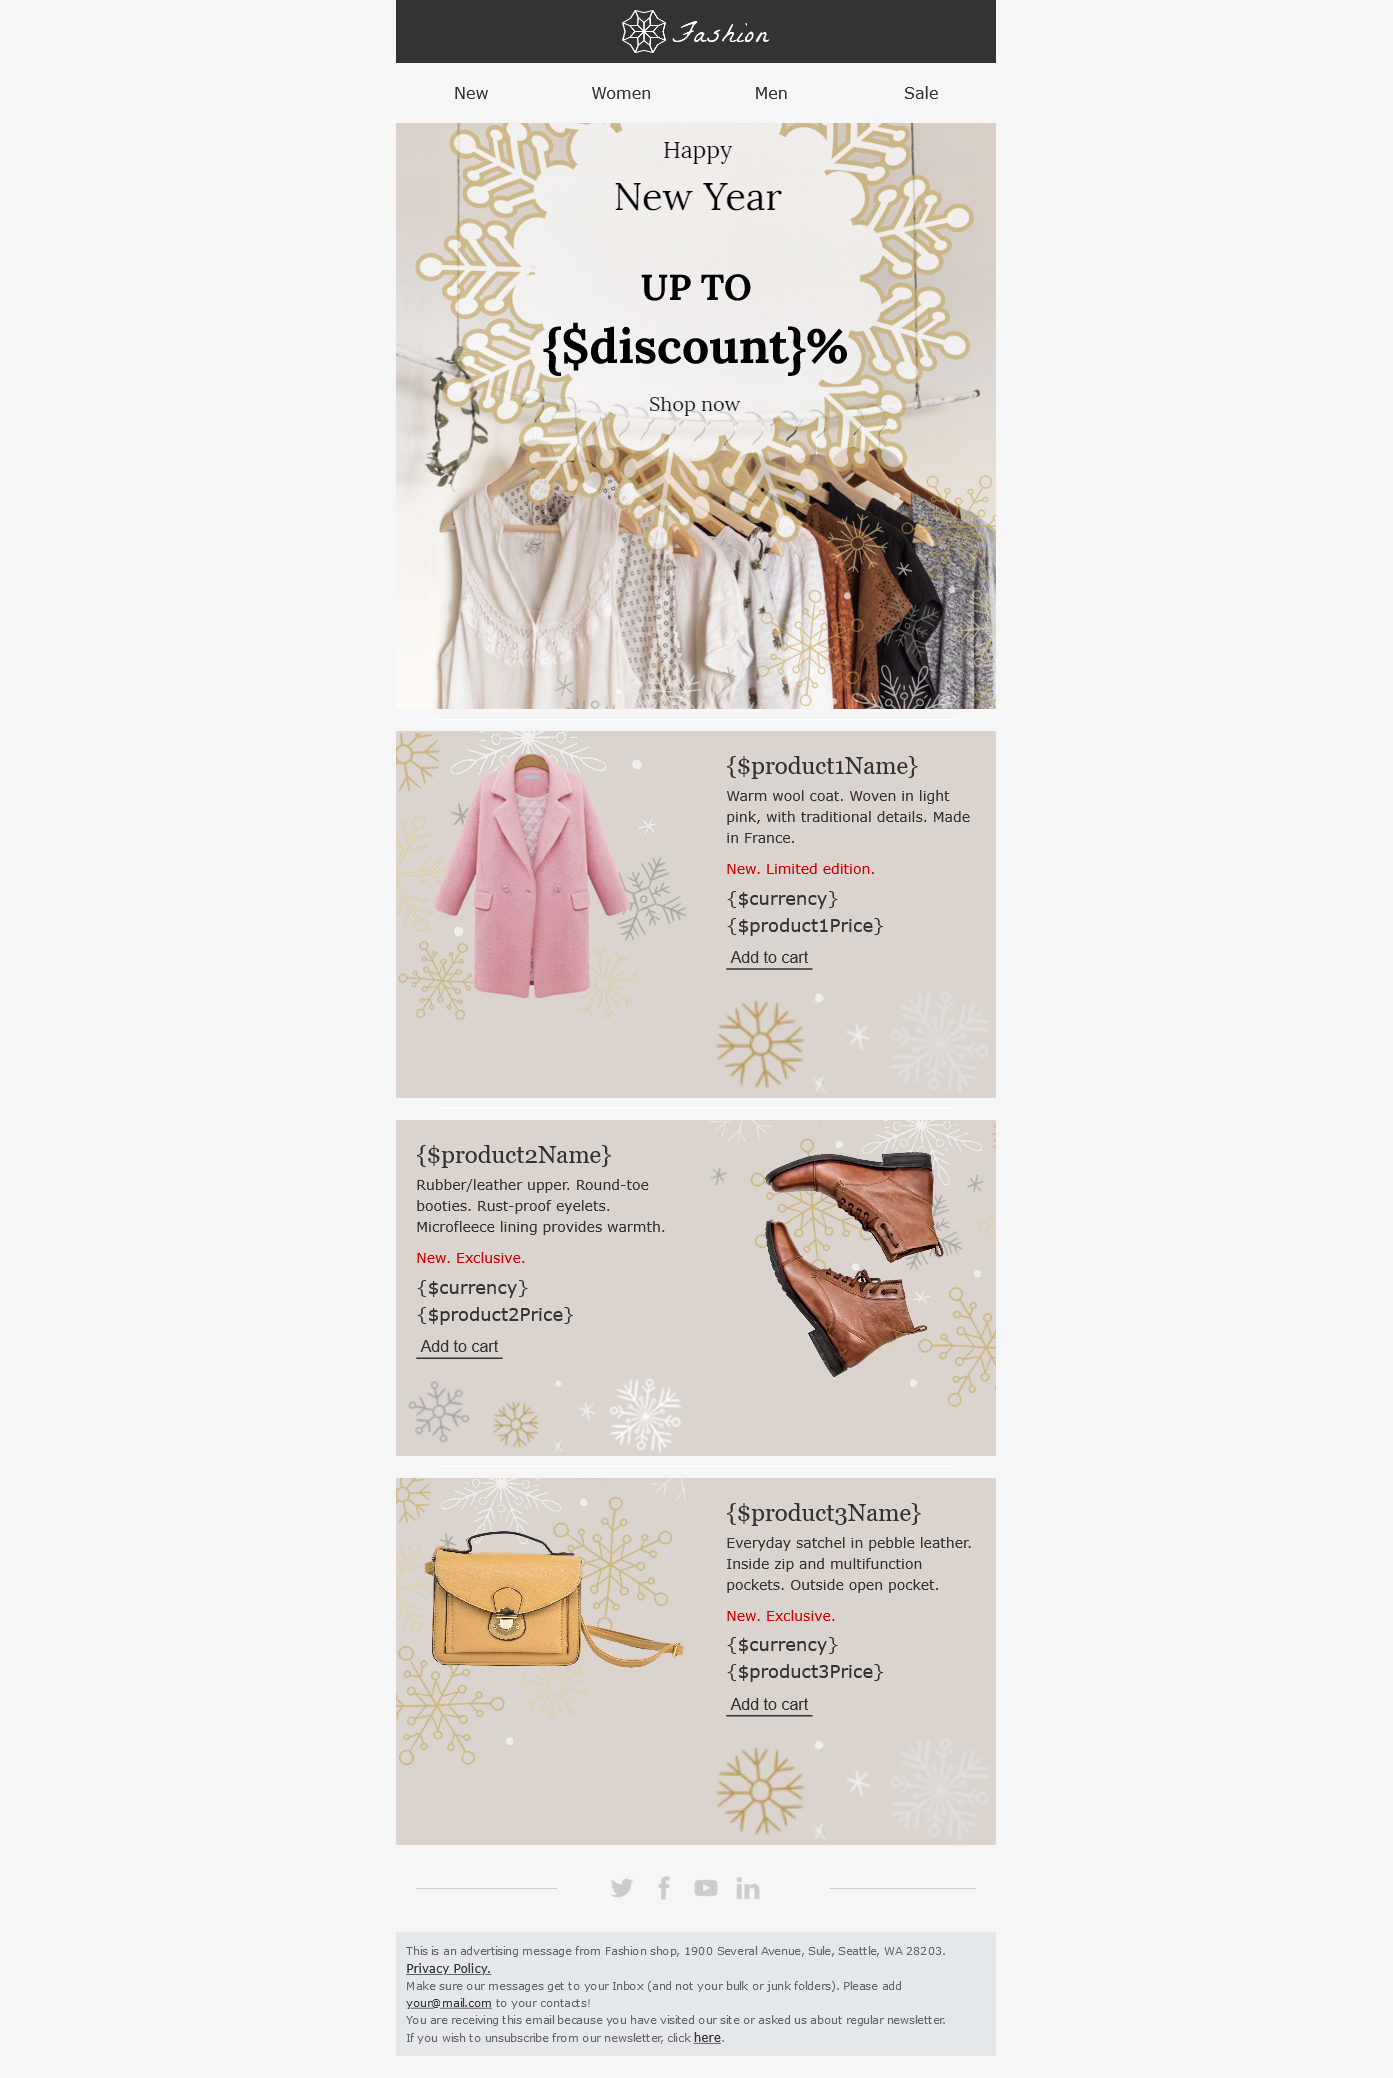 Fashion
New Women Men Sale
Happy
New Year
UP TO
{$discount}%
Shop now
{$product1Name}
Warm wool coat. Woven in light
pink, with traditional details. Made
in France.
New. Limited edition.
{$currency}
{$product1Price}
Add to cart
{$product2Name}
Rubber/leather upper. Round-toe
booties. Rust-proof eyelets.
Microfleece lining provides warmth.
New. Exclusive.
{$currency}
{$product2Price}
Add to cart
{$product3Name}
Everyday satchel in pebble leather.
Inside zip and multifunction
pockets. Outside open pocket.
New. Exclusive.
{$currency}
{$product3Price}
Add to cart
This is an advertising message from Fashion shop, 1900 Several Avenue, Sule, Seattle, WA 28203.
Privacy Policy.
Make sure our messages get to your Inbox (and not your bulk or junk folders). Please add
your@mail.com to your contacts!
You are receiving this email because you have visited our site or asked us about regular newsletter.
If you wish to unsubscribe from our newsletter, click here.